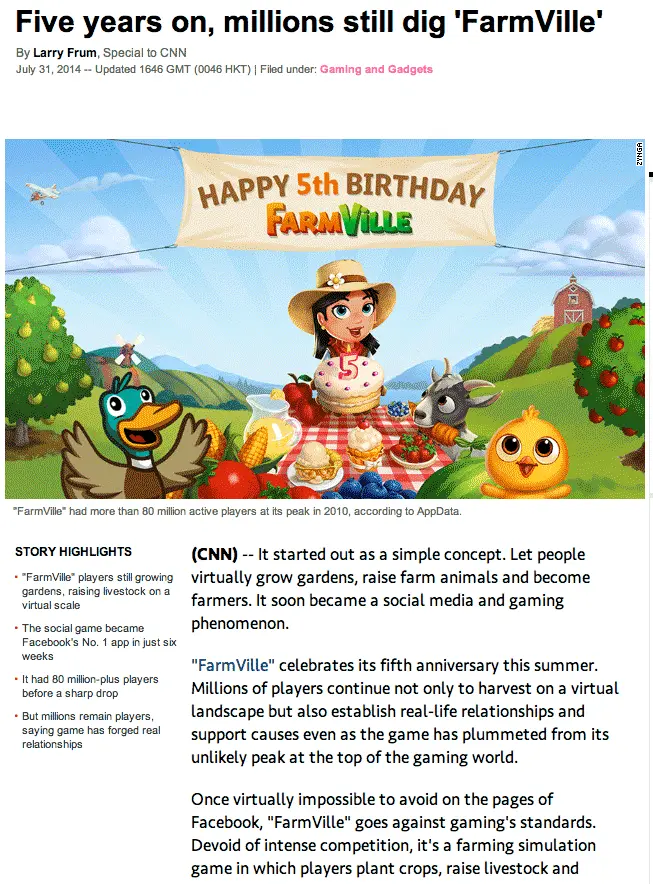 Five years on, millions still dig 'FarmVille'
By Larry Frum, Special to CNN
July 31, 2014 -- Updated 1646 GMT (0046 HKT) | Filed under: Gaming and Gadgets
ZYNGA
HAPPY 5th BIRTHDAY
FARMVILLE
5
"FarmVille" had more than 80 million active players at its peak in 2010, according to AppData.
STORY HIGHLIGHTS
"FarmVille" players still growing
gardens, raising livestock on a
virtual scale
The social game became
Facebook's No. 1 app in just six
weeks
It had 80 million-plus players
before a sharp drop
But millions remain players,
saying game has forged real
relationships
(CNN) -- It started out as a simple concept. Let people
virtually grow gardens, raise farm animals and become
farmers. It soon became a social media and gaming
phenomenon.
"FarmVille" celebrates its fifth anniversary this summer.
Millions of players continue not only to harvest on a virtual
landscape but also establish real-life relationships and
support causes even as the game has plummeted from its
unlikely peak at the top of the gaming world.
Once virtually impossible to avoid on the pages of
Facebook, "FarmVille" goes against gaming's standards.
Devoid of intense competition, it's a farming simulation
game in which players plant crops, raise livestock and